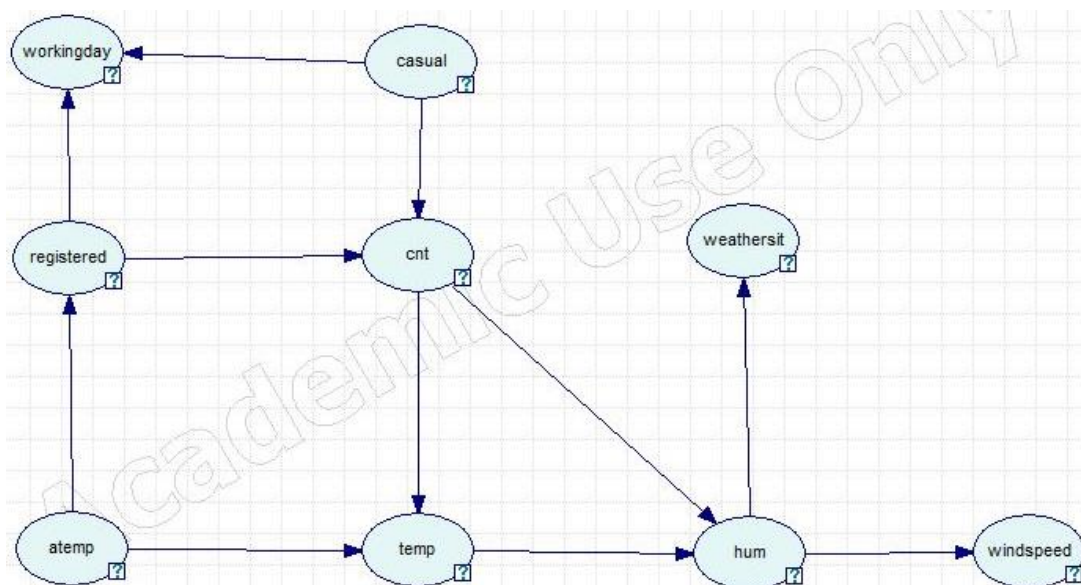 workingday
casual
registered
cnt
weathersit
atemp
temp
hum
windspeed
?
?
?
?
?
?
?
?
?
Academic Use Only